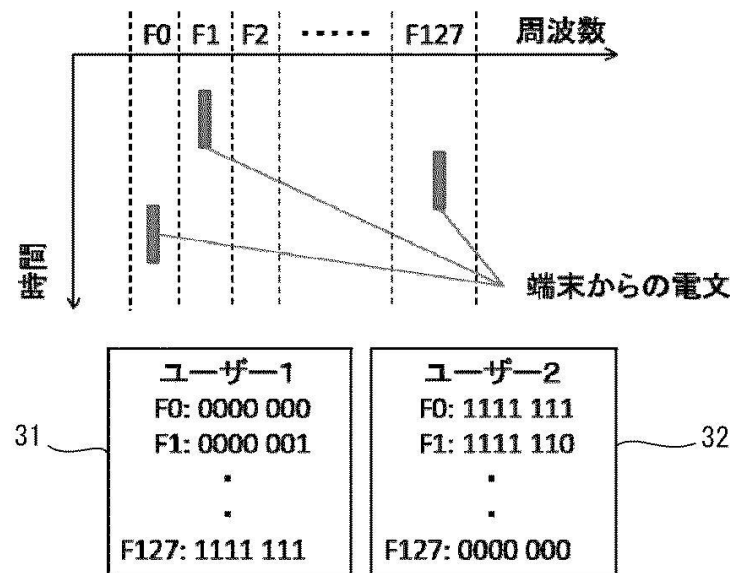 F0 F1 F2 ・・・・・ F127 周波数
時間
端末からの電文
ユーザー1
F0: 0000 000
F1: 0000 001
・
・
F127: 1111 111
31
ユーザー2
F0: 1111 111
F1: 1111 110
・
・
F127: 0000 000
32